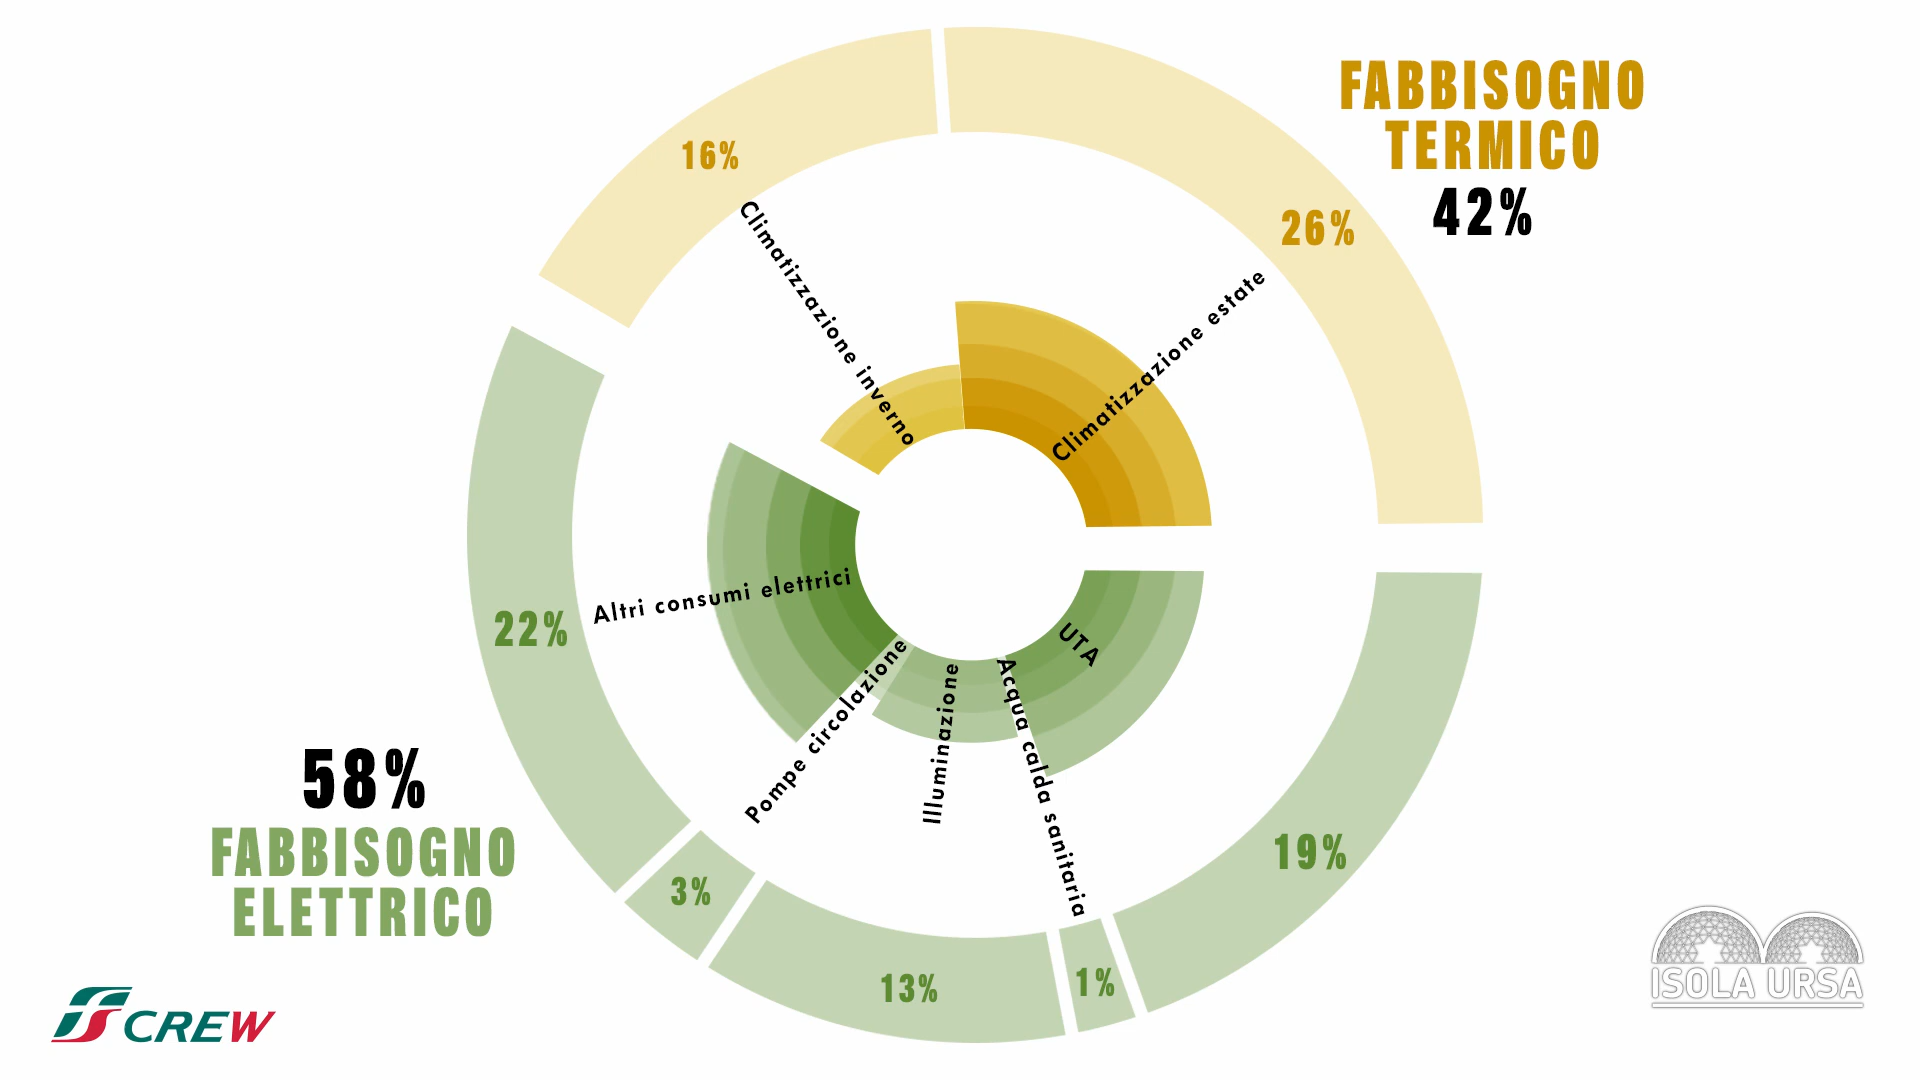 FABBISOGNO
TERMICO
42%
16%
26%
Climatizzazione inverno
Climatizzazione estate
Altri consumi elettrici
22%
UTA
Pompe circolazione
Illuminazione
Acqua calda sanitaria
58%
FABBISOGNO
ELETTRICO
3%
13%
1%
19%
FS CREW
ISOLA URSA